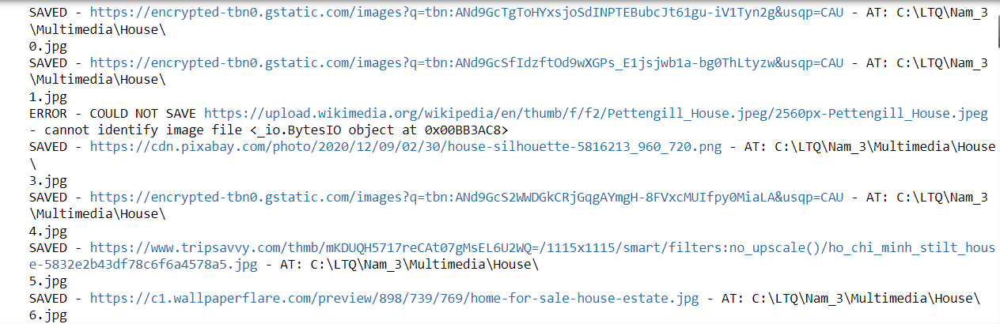 SAVED - https://encrypted-tbn0.gstatic.com/images?q=tbn:ANd9GcTgToHYxsjoSdINPTEBubcJt61gu-iV1Tyn2g&usqp=CAU - AT: C:\LTQ\Nam_3
\Multimedia\House\
0.jpg
SAVED - https://encrypted-tbn0.gstatic.com/images?q=tbn:ANd9GcSfIdzftOd9wXGPs_E1jsjwb1a-bg0ThLtyzw&usqp=CAU - AT: C:\LTQ\Nam_3
\Multimedia\House\
1.jpg
ERROR - COULD NOT SAVE https://upload.wikimedia.org/wikipedia/en/thumb/f/f2/Pettengill_House.jpeg/2560px-Pettengill_House.jpeg
- cannot identify image file <_io.BytesIO object at 0x00BB3AC8>
SAVED - https://cdn.pixabay.com/photo/2020/12/09/02/30/house-silhouette-5816213_960_720.png - AT: C:\LTQ\Nam_3\Multimedia\House
\
3.jpg
SAVED - https://encrypted-tbn0.gstatic.com/images?q=tbn:ANd9GcS2WWDGkCRjGqgAYmgH-8FVxcMUIfpy0MiaLA&usqp=CAU - AT: C:\LTQ\Nam_3
\Multimedia\House\
4.jpg
SAVED - https://www.tripsavvy.com/thmb/mKDUQH5717reCAt07gMsEL6U2WQ=/1115x1115/smart/filters:no_upscale()/ho_chi_minh_stilt_hous
e-5832e2b43df78c6f6a4578a5.jpg - AT: C:\LTQ\Nam_3\Multimedia\House\
5.jpg
SAVED - https://c1.wallpaperflare.com/preview/898/739/769/home-for-sale-house-estate.jpg - AT: C:\LTQ\Nam_3\Multimedia\House\
6.jpg